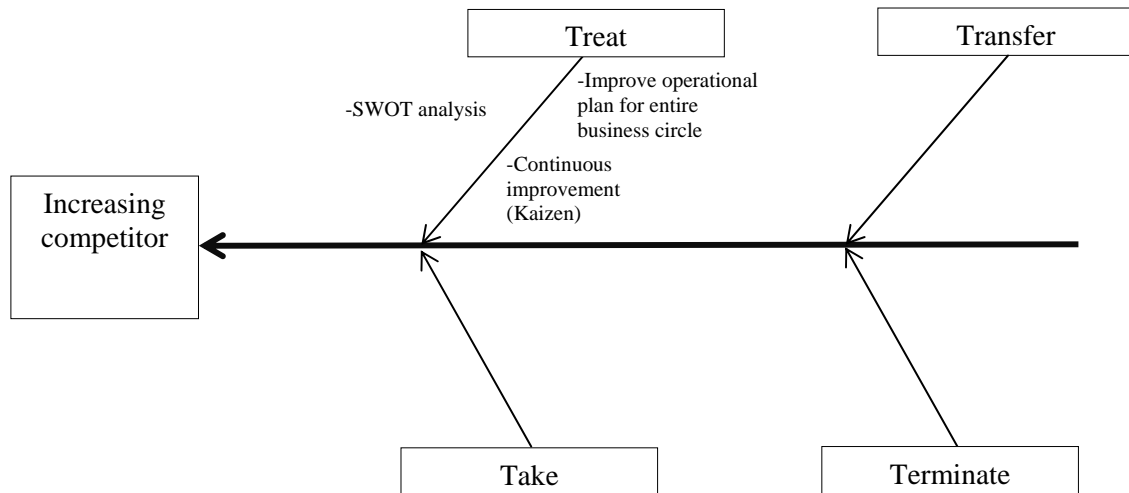 Treat
Transfer
-SWOT analysis
-Improve operational
plan for entire
business circle
-Continuous
improvement
(Kaizen)
Increasing
competitor
Take
Terminate